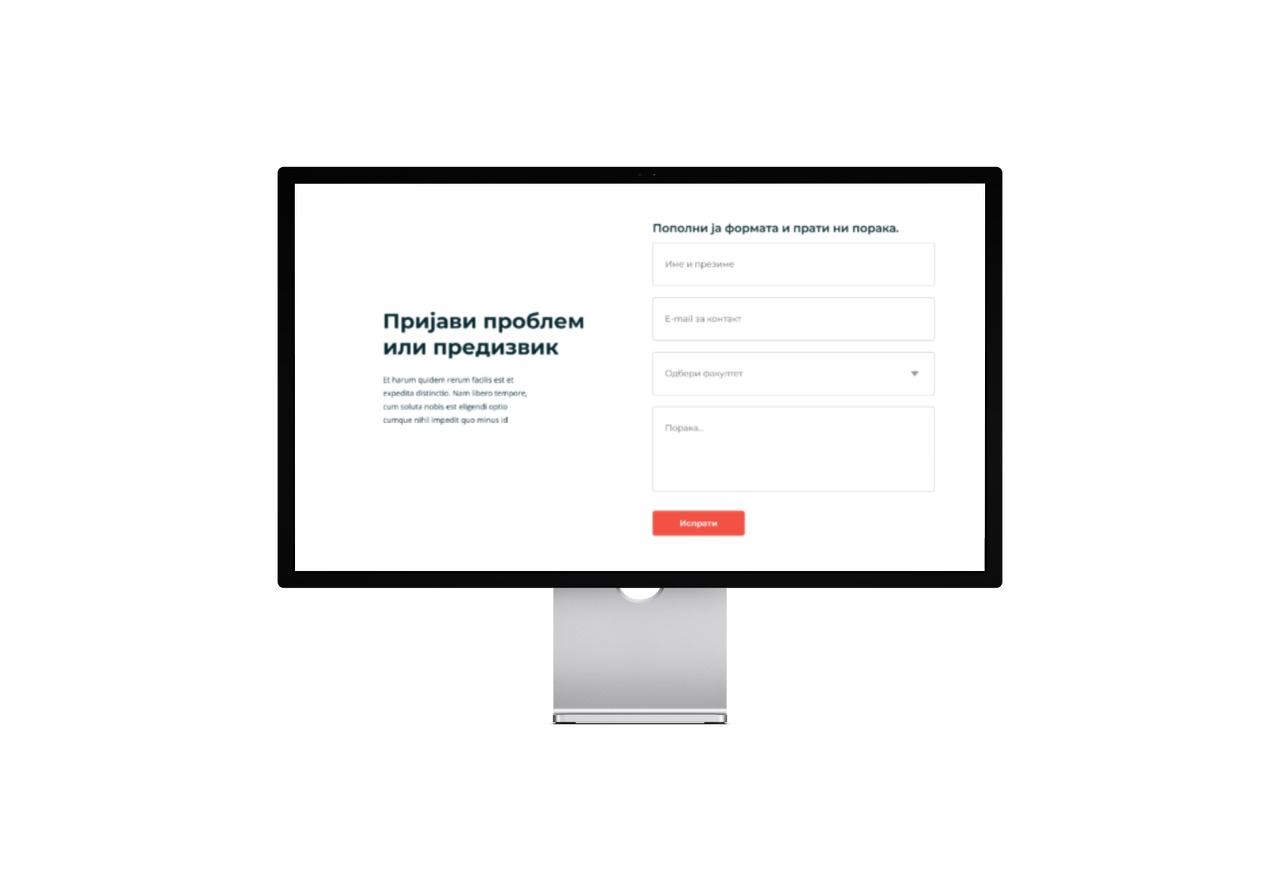 Пријави проблем
или предизвик
Et harum quidem rerum facilis est et
expedita distinctio. Nam libero tempore,
cum soluta nobis est eligendi optio
cumque nihil impedit quo minus id
Пополни ја формата и прати ни порака.
Име и презиме
E-mail за контакт
Одбери факултет
Порака...
Испрати